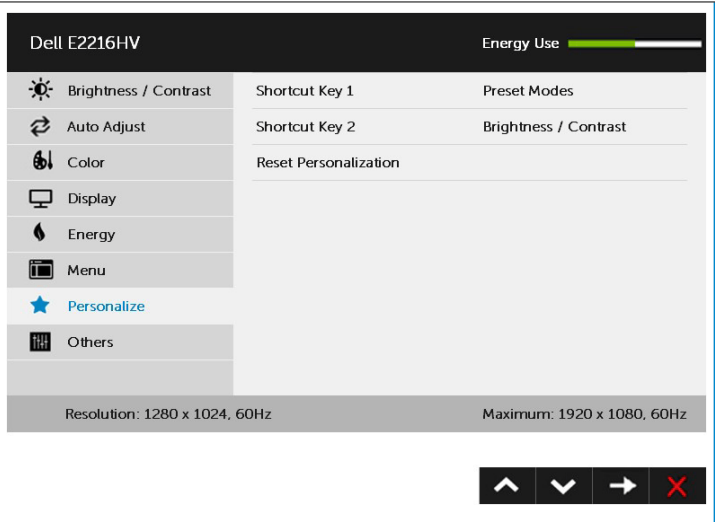 Dell E2216HV Energy Use
Brightness / Contrast Shortcut Key 1 Preset Modes
Auto Adjust Shortcut Key 2 Brightness / Contrast
Color Reset Personalization
Display
Energy
Menu
Personalize
Others
Resolution: 1280 x 1024, 60Hz Maximum: 1920 x 1080, 60Hz